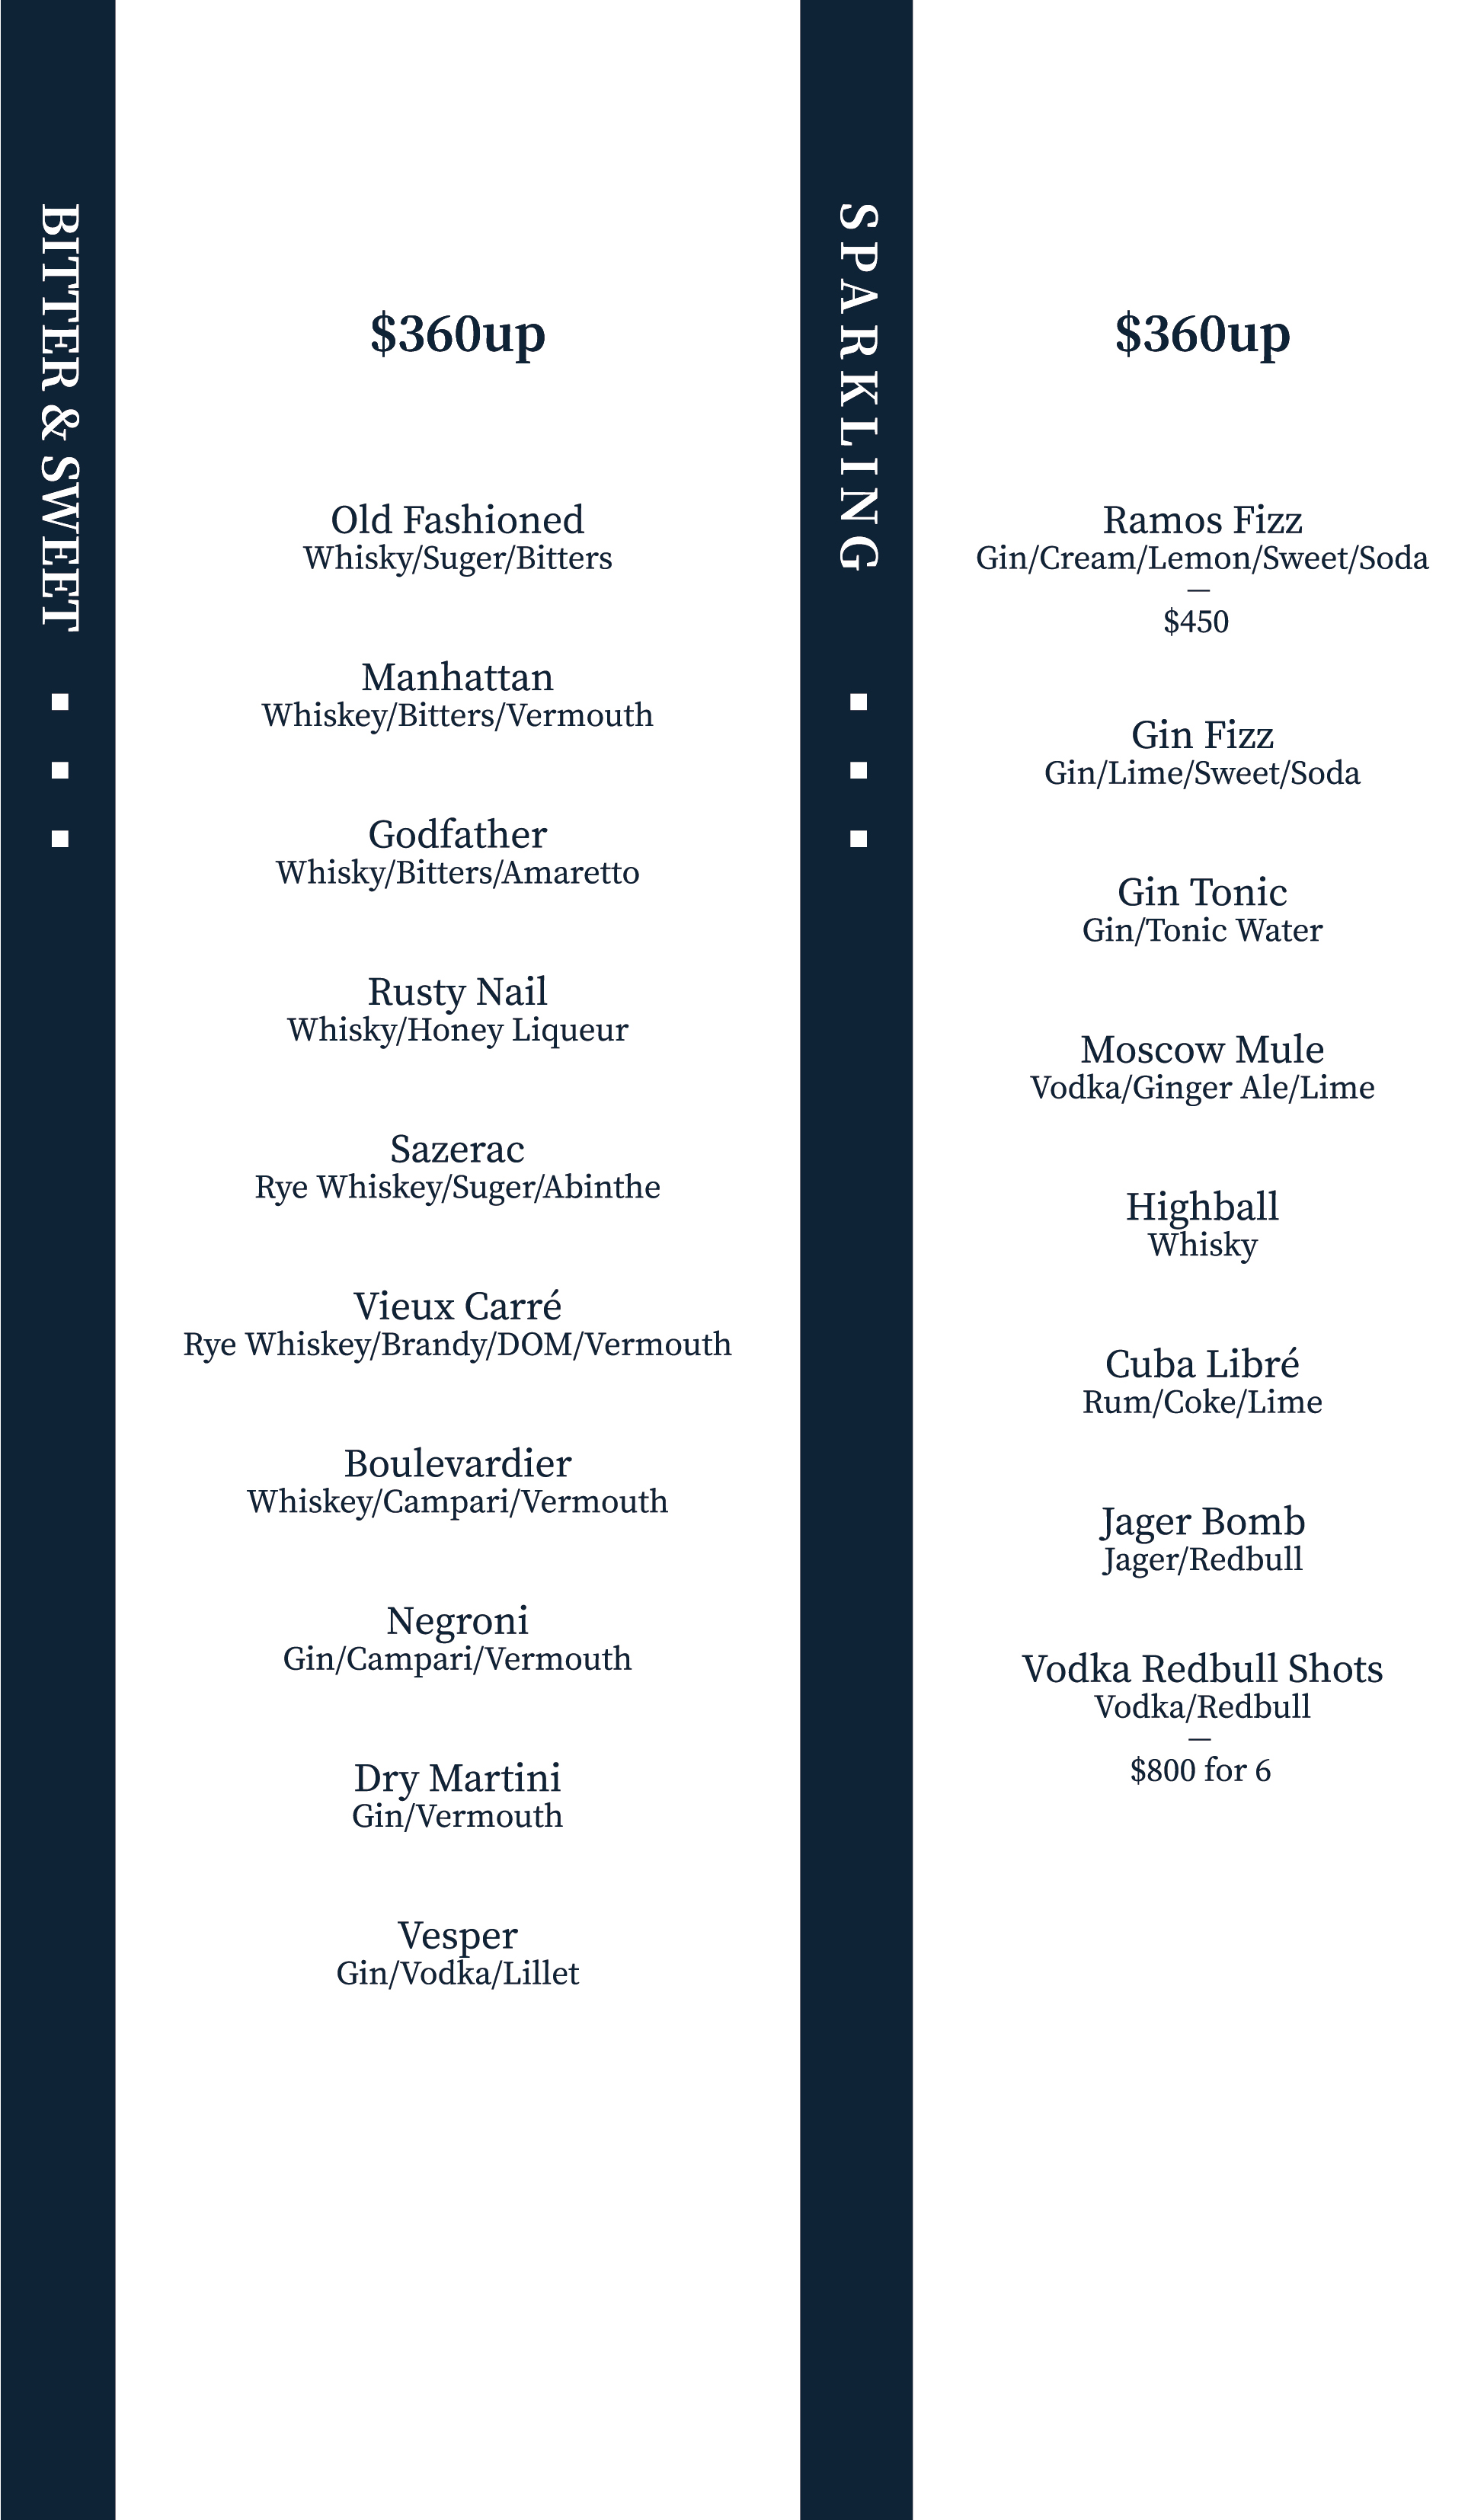 BITTER & SWEET
$360up
Old Fashioned
Whisky/Suger/Bitters
Manhattan
Whiskey/Bitters/Vermouth
Godfather
Whisky/Bitters/Amaretto
Rusty Nail
Whisky/Honey Liqueur
Sazerac
Rye Whiskey/Suger/Abinthe
Vieux Carré
Rye Whiskey/Brandy/DOM/Vermouth
Boulevardier
Whiskey/Campari/Vermouth
Negroni
Gin/Campari/Vermouth
Dry Martini
Gin/Vermouth
Vesper
Gin/Vodka/Lillet
SPARKLING
$360up
Ramos Fizz
Gin/Cream/Lemon/Sweet/Soda
—
$450
Gin Fizz
Gin/Lime/Sweet/Soda
Gin Tonic
Gin/Tonic Water
Moscow Mule
Vodka/Ginger Ale/Lime
Highball
Whisky
Cuba Libré
Rum/Coke/Lime
Jager Bomb
Jager/Redbull
Vodka Redbull Shots
Vodka/Redbull
—
$800 for 6